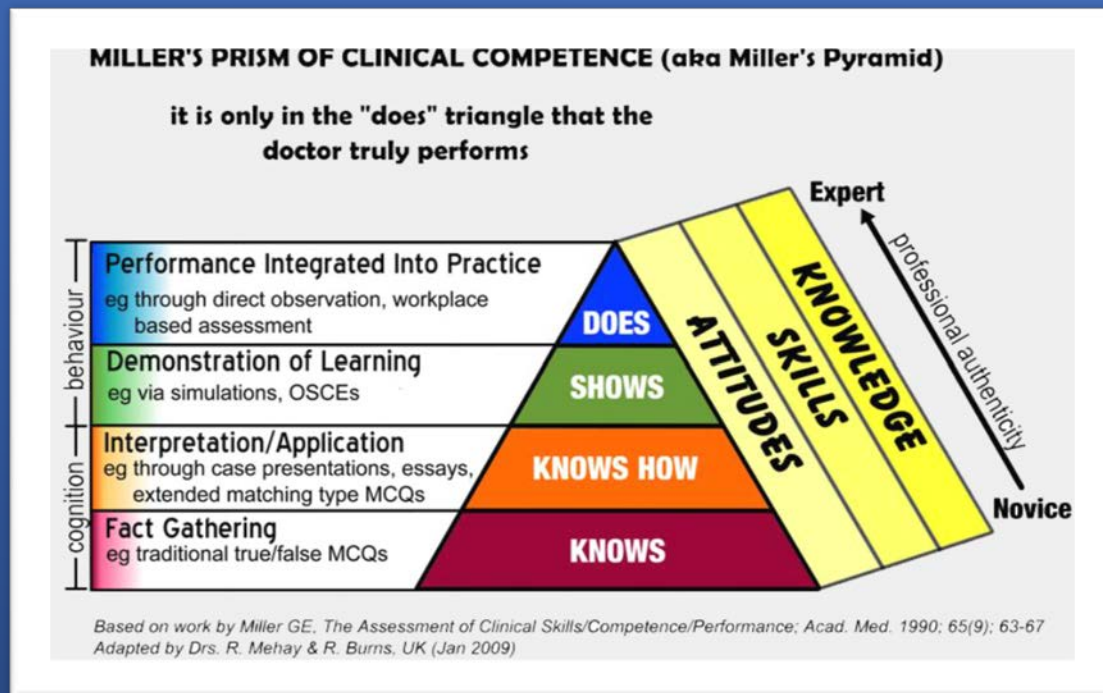 MILLER'S PRISM OF CLINICAL COMPETENCE (aka Miller's Pyramid)
it is only in the "does" triangle that the
doctor truly performs
behaviour
cognition
Performance Integrated Into Practice
eg through direct observation, workplace
based assessment
Demonstration of Learning
eg via simulations, OSCEs
Interpretation/Application
eg through case presentations, essays,
extended matching type MCQs
Fact Gathering
eg traditional true/false MCQs
DOES
SHOWS
KNOWS HOW
KNOWS
ATTITUDES
SKILLS
KNOWLEDGE
Expert
professional authenticity
Novice
Based on work by Miller GE, The Assessment of Clinical Skills/Competence/Performance; Acad. Med. 1990; 65(9); 63-67
Adapted by Drs. R. Mehay & R. Burns, UK (Jan 2009)